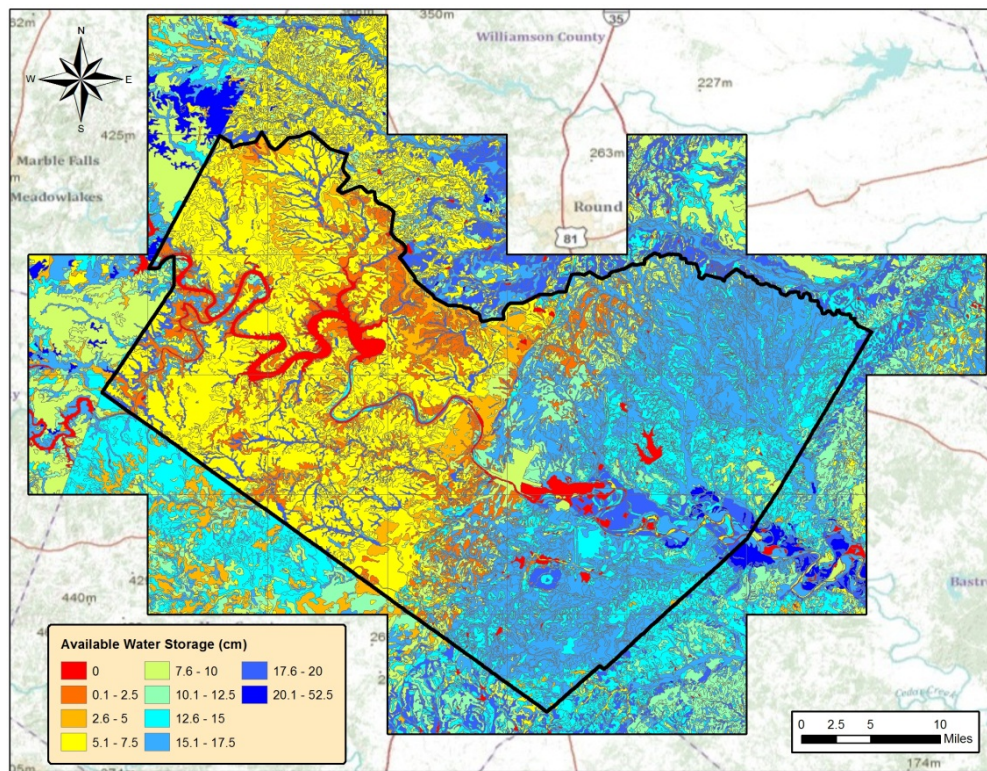 350m
35
Williamson County
N
W E
S
227m
425m
Marble Falls
263m
Meadowlakes
Round
81
440m
Bastro
Available Water Storage (cm)
0 7.6 - 10 17.6 - 20
0.1 - 2.5 10.1 - 12.5 20.1 - 52.5
2.6 - 5 12.6 - 15
5.1 - 7.5 15.1 - 17.5
Cedar Creek
0 2.5 5 10
Miles
174m